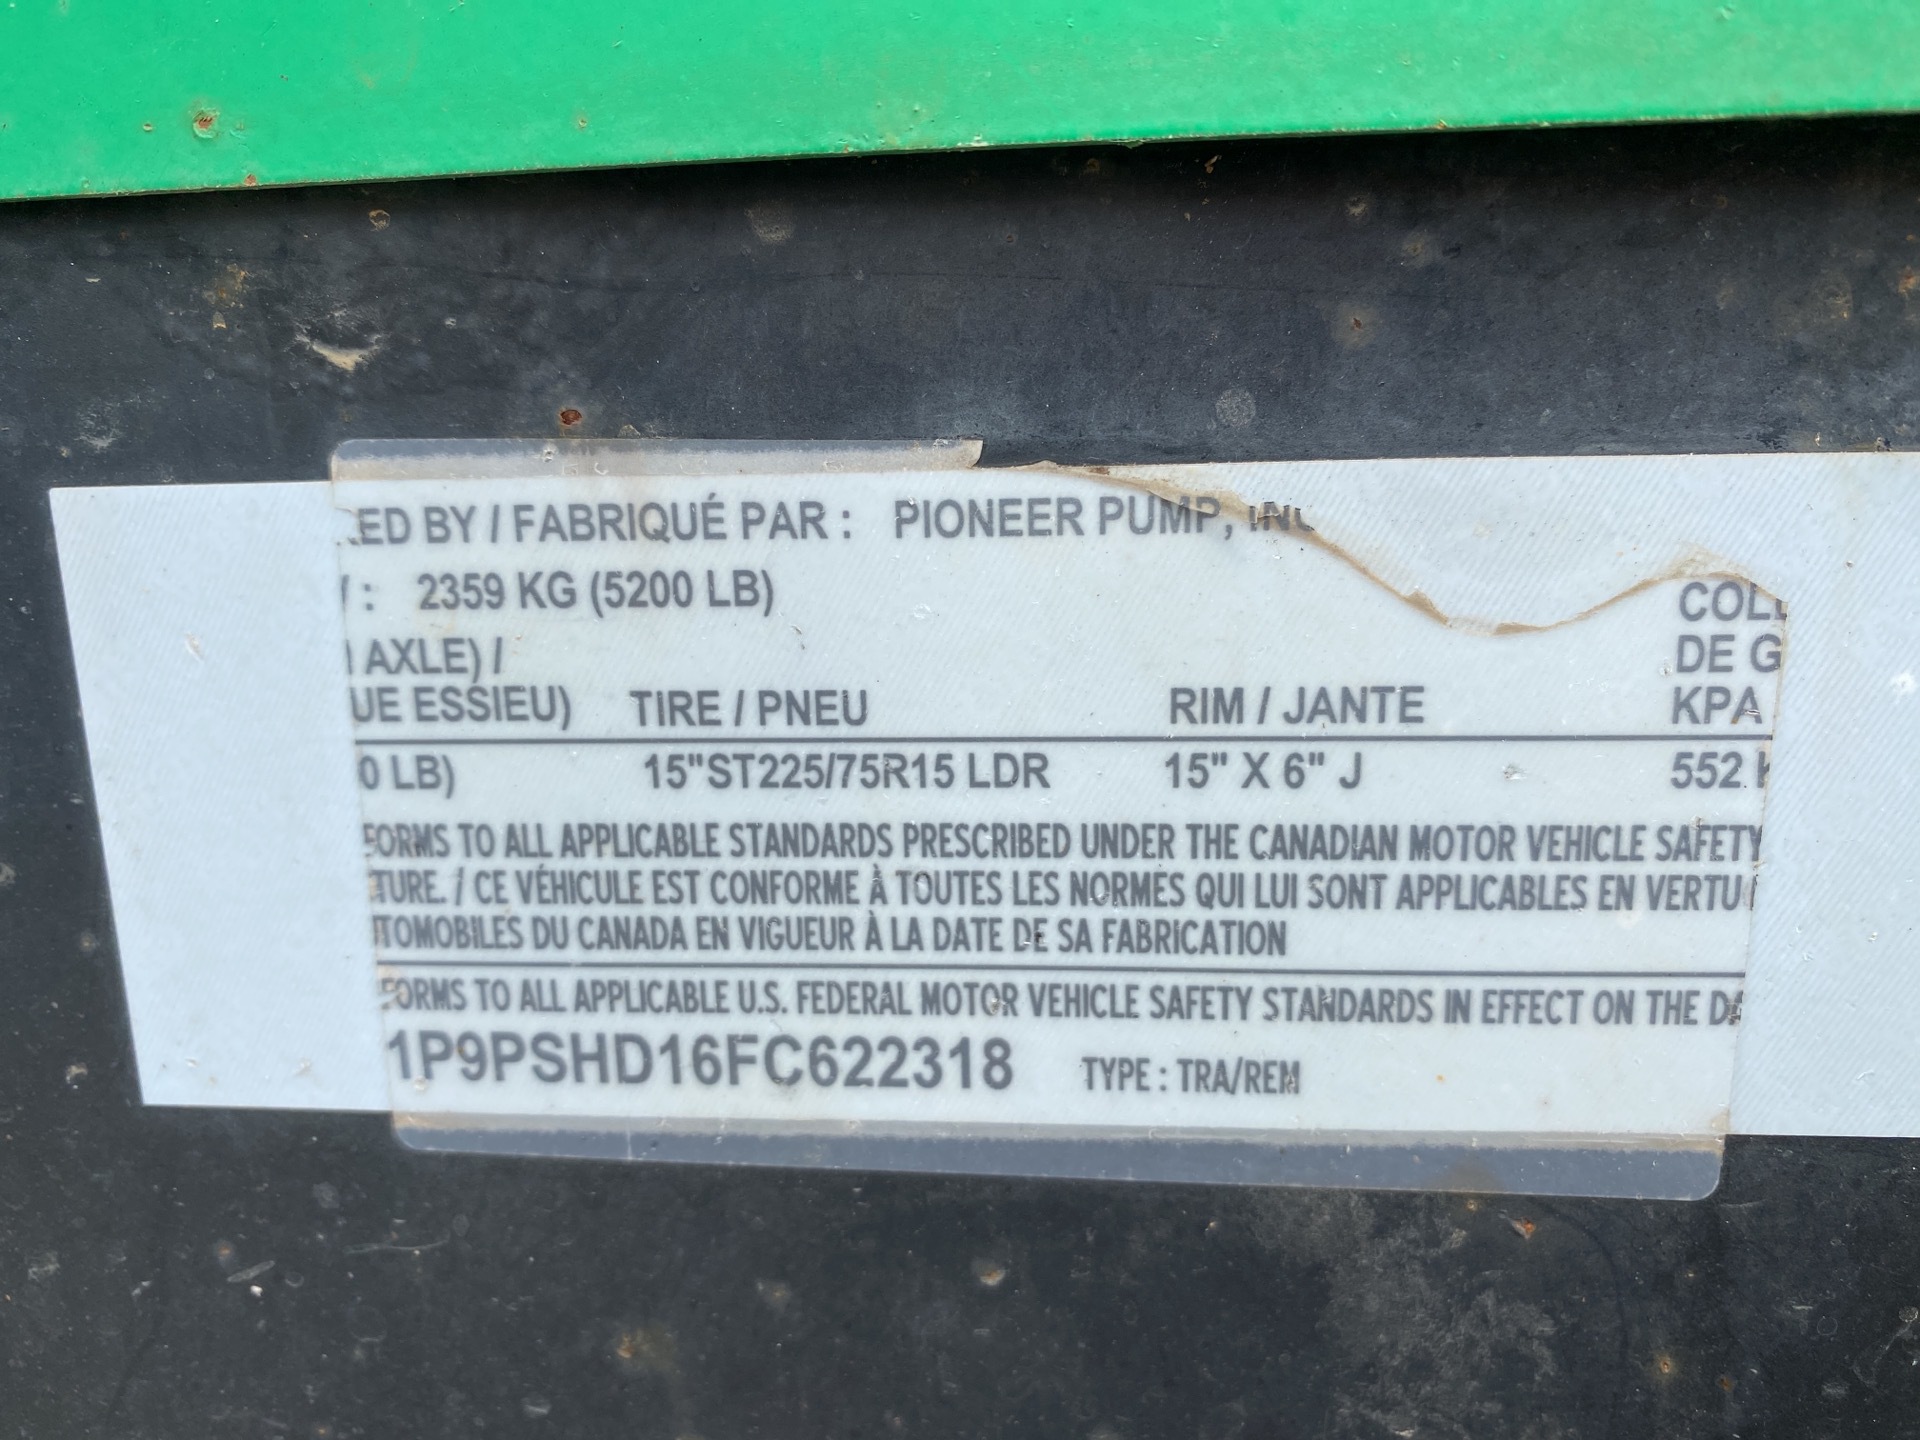 ED BY / FABRIQUÉ PAR : PIONEER PUMP, INC
: 2359 KG (5200 LB)
COL
AXLE) /
DE G
UE ESSIEU) TIRE / PNEU RIM / JANTE KPA
0 LB) 15"ST225/75R15 LDR 15" X 6" J 552 K
FORMS TO ALL APPLICABLE STANDARDS PRESCRIBED UNDER THE CANADIAN MOTOR VEHICLE SAFETY
TURE. / CE VÉHICULE EST CONFORME À TOUTES LES NORMES QUI LUI SONT APPLICABLES EN VERTU
TOMOBILES DU CANADA EN VIGUEUR À LA DATE DE SA FABRICATION
FORMS TO ALL APPLICABLE U.S. FEDERAL MOTOR VEHICLE SAFETY STANDARDS IN EFFECT ON THE DA
1P9PSHD16FC622318 TYPE : TRA/REM